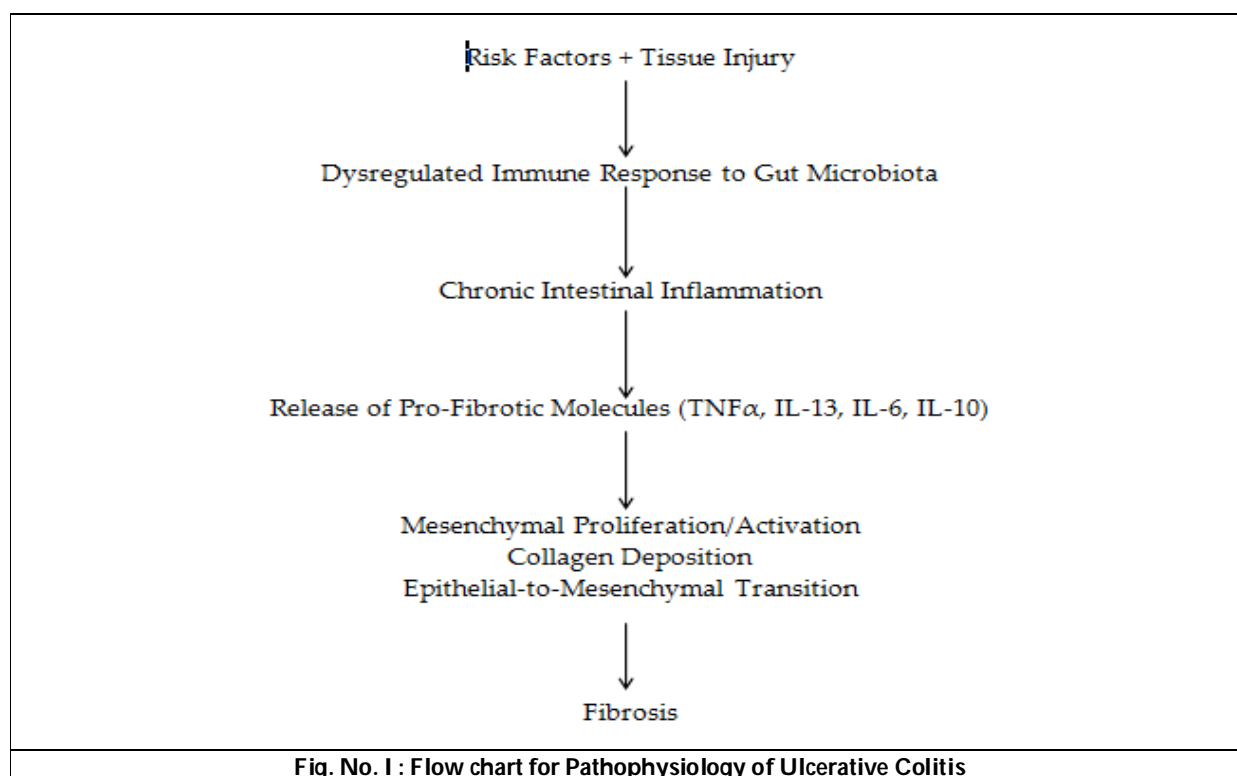 Risk Factors + Tissue Injury
Dysregulated Immune Response to Gut Microbiota
Chronic Intestinal Inflammation
Release of Pro-Fibrotic Molecules (TNFα, IL-13, IL-6, IL-10)
Mesenchymal Proliferation/Activation
Collagen Deposition
Epithelial-to-Mesenchymal Transition
Fibrosis
Fig. No. I : Flow chart for Pathophysiology of Ulcerative Colitis